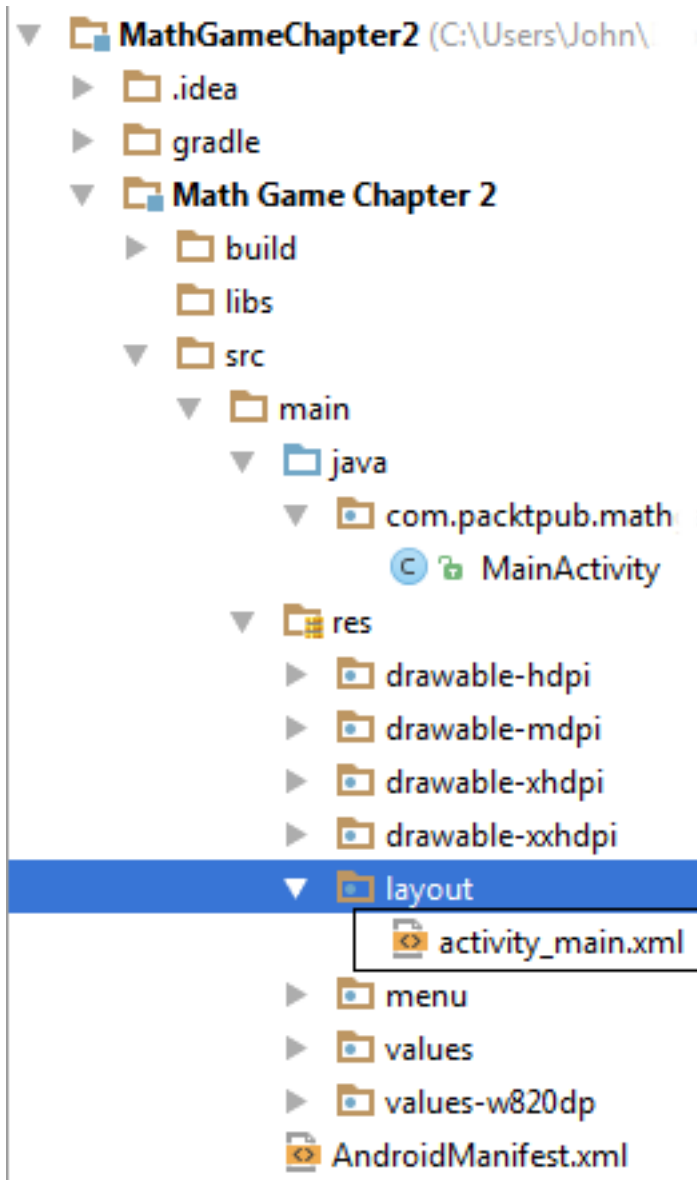 MathGameChapter2 (C:\Users\John\
.idea
gradle
Math Game Chapter 2
build
libs
src
main
java
com.packtpub.math
C MainActivity
res
drawable-hdpi
drawable-mdpi
drawable-xhdpi
drawable-xxhdpi
layout
activity_main.xml
menu
values
values-w820dp
AndroidManifest.xml